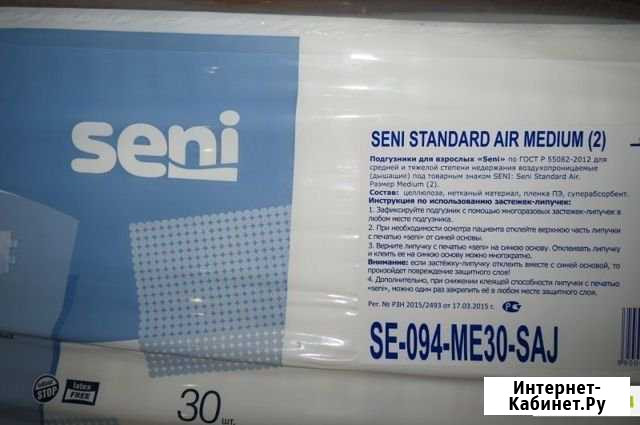 seni
SENI STANDARD AIR MEDIUM (2)
Подгузники для взрослых «Seni» по ГОСТ Р 55082-2012 для
средней и тяжелой степени недержания воздухопроницаемые
(дышащие) под товарным знаком SENI: Seni Standard Air.
Размер Medium (2).
Состав: целлюлоза, нетканый материал, пленка ПЭ, суперабсорбент.
Инструкция по использованию застежек-липучек:
1. Зафиксируйте подгузник с помощью многоразовых застежек-липучек в
любом месте подгузника.
2. При необходимости осмотра пациента отклейте верхнюю часть липучки
с печатью «seni» от синей основы.
3. Верните липучку с печатью «seni» на синюю основу. Отклеивать липучку
и клеить ее на синюю основу можно многократно.
Внимание: если застёжку-липучку отклеить вместе с синей основой, то
произойдет повреждение защитного слоя!
4. Дополнительно, при снижении клеящей способности липучки с печатью
«seni», можно один раз закрепить её в любом месте защитного слоя.
Рег. № РЗН 2015/2493 от 17.03.2015 г.
SE-094-ME30-SAJ
STOP
latex
FREE
30 шт.
Интернет-
Кабинет.Ру